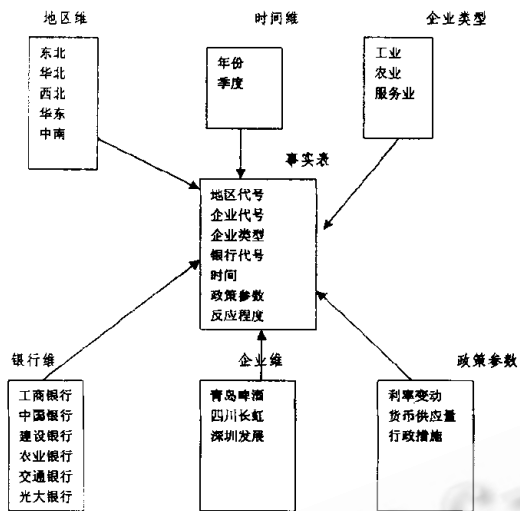 地区维
时间维
企业类型
东北
华北
西北
华东
中南
年份
季度
工业
农业
服务业
事实表
地区代号
企业代号
企业类型
银行代号
时间
政策参数
反应程度
银行维
企业维
政策参数
工商银行
中国银行
建设银行
农业银行
交通银行
光大银行
青岛啤酒
四川长虹
深圳发展
利率变动
货币供应量
行政措施